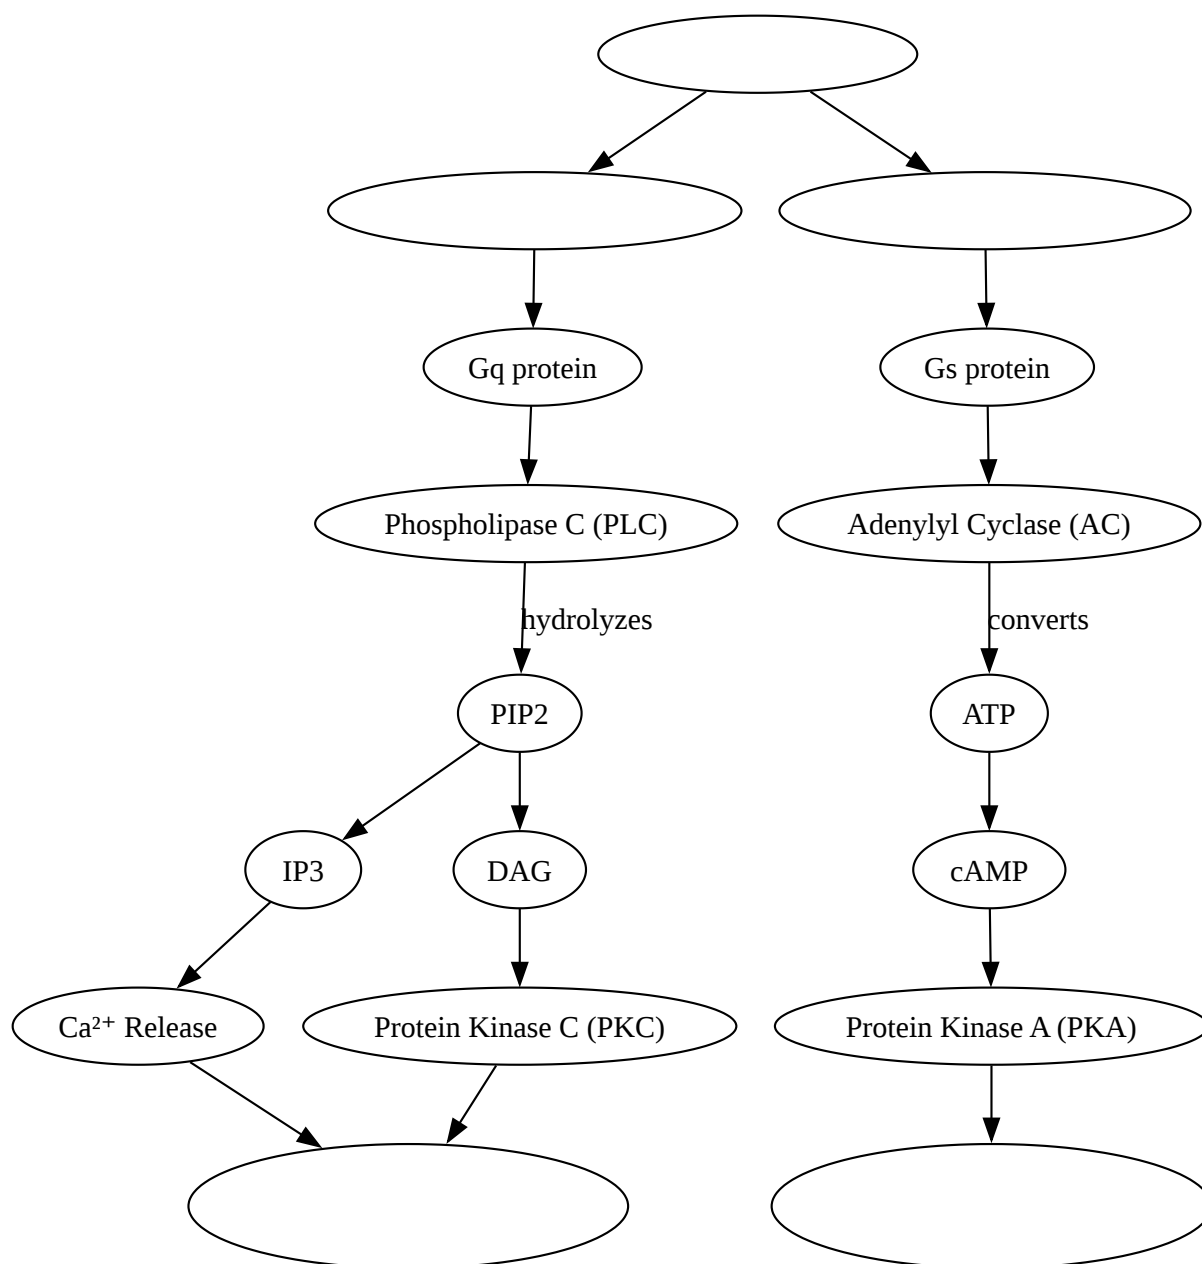 Gq protein
Gs protein
Phospholipase C (PLC)
Adenylyl Cyclase (AC)
hydrolyzes
converts
PIP2
ATP
IP3
DAG
cAMP
Ca²⁺ Release
Protein Kinase C (PKC)
Protein Kinase A (PKA)